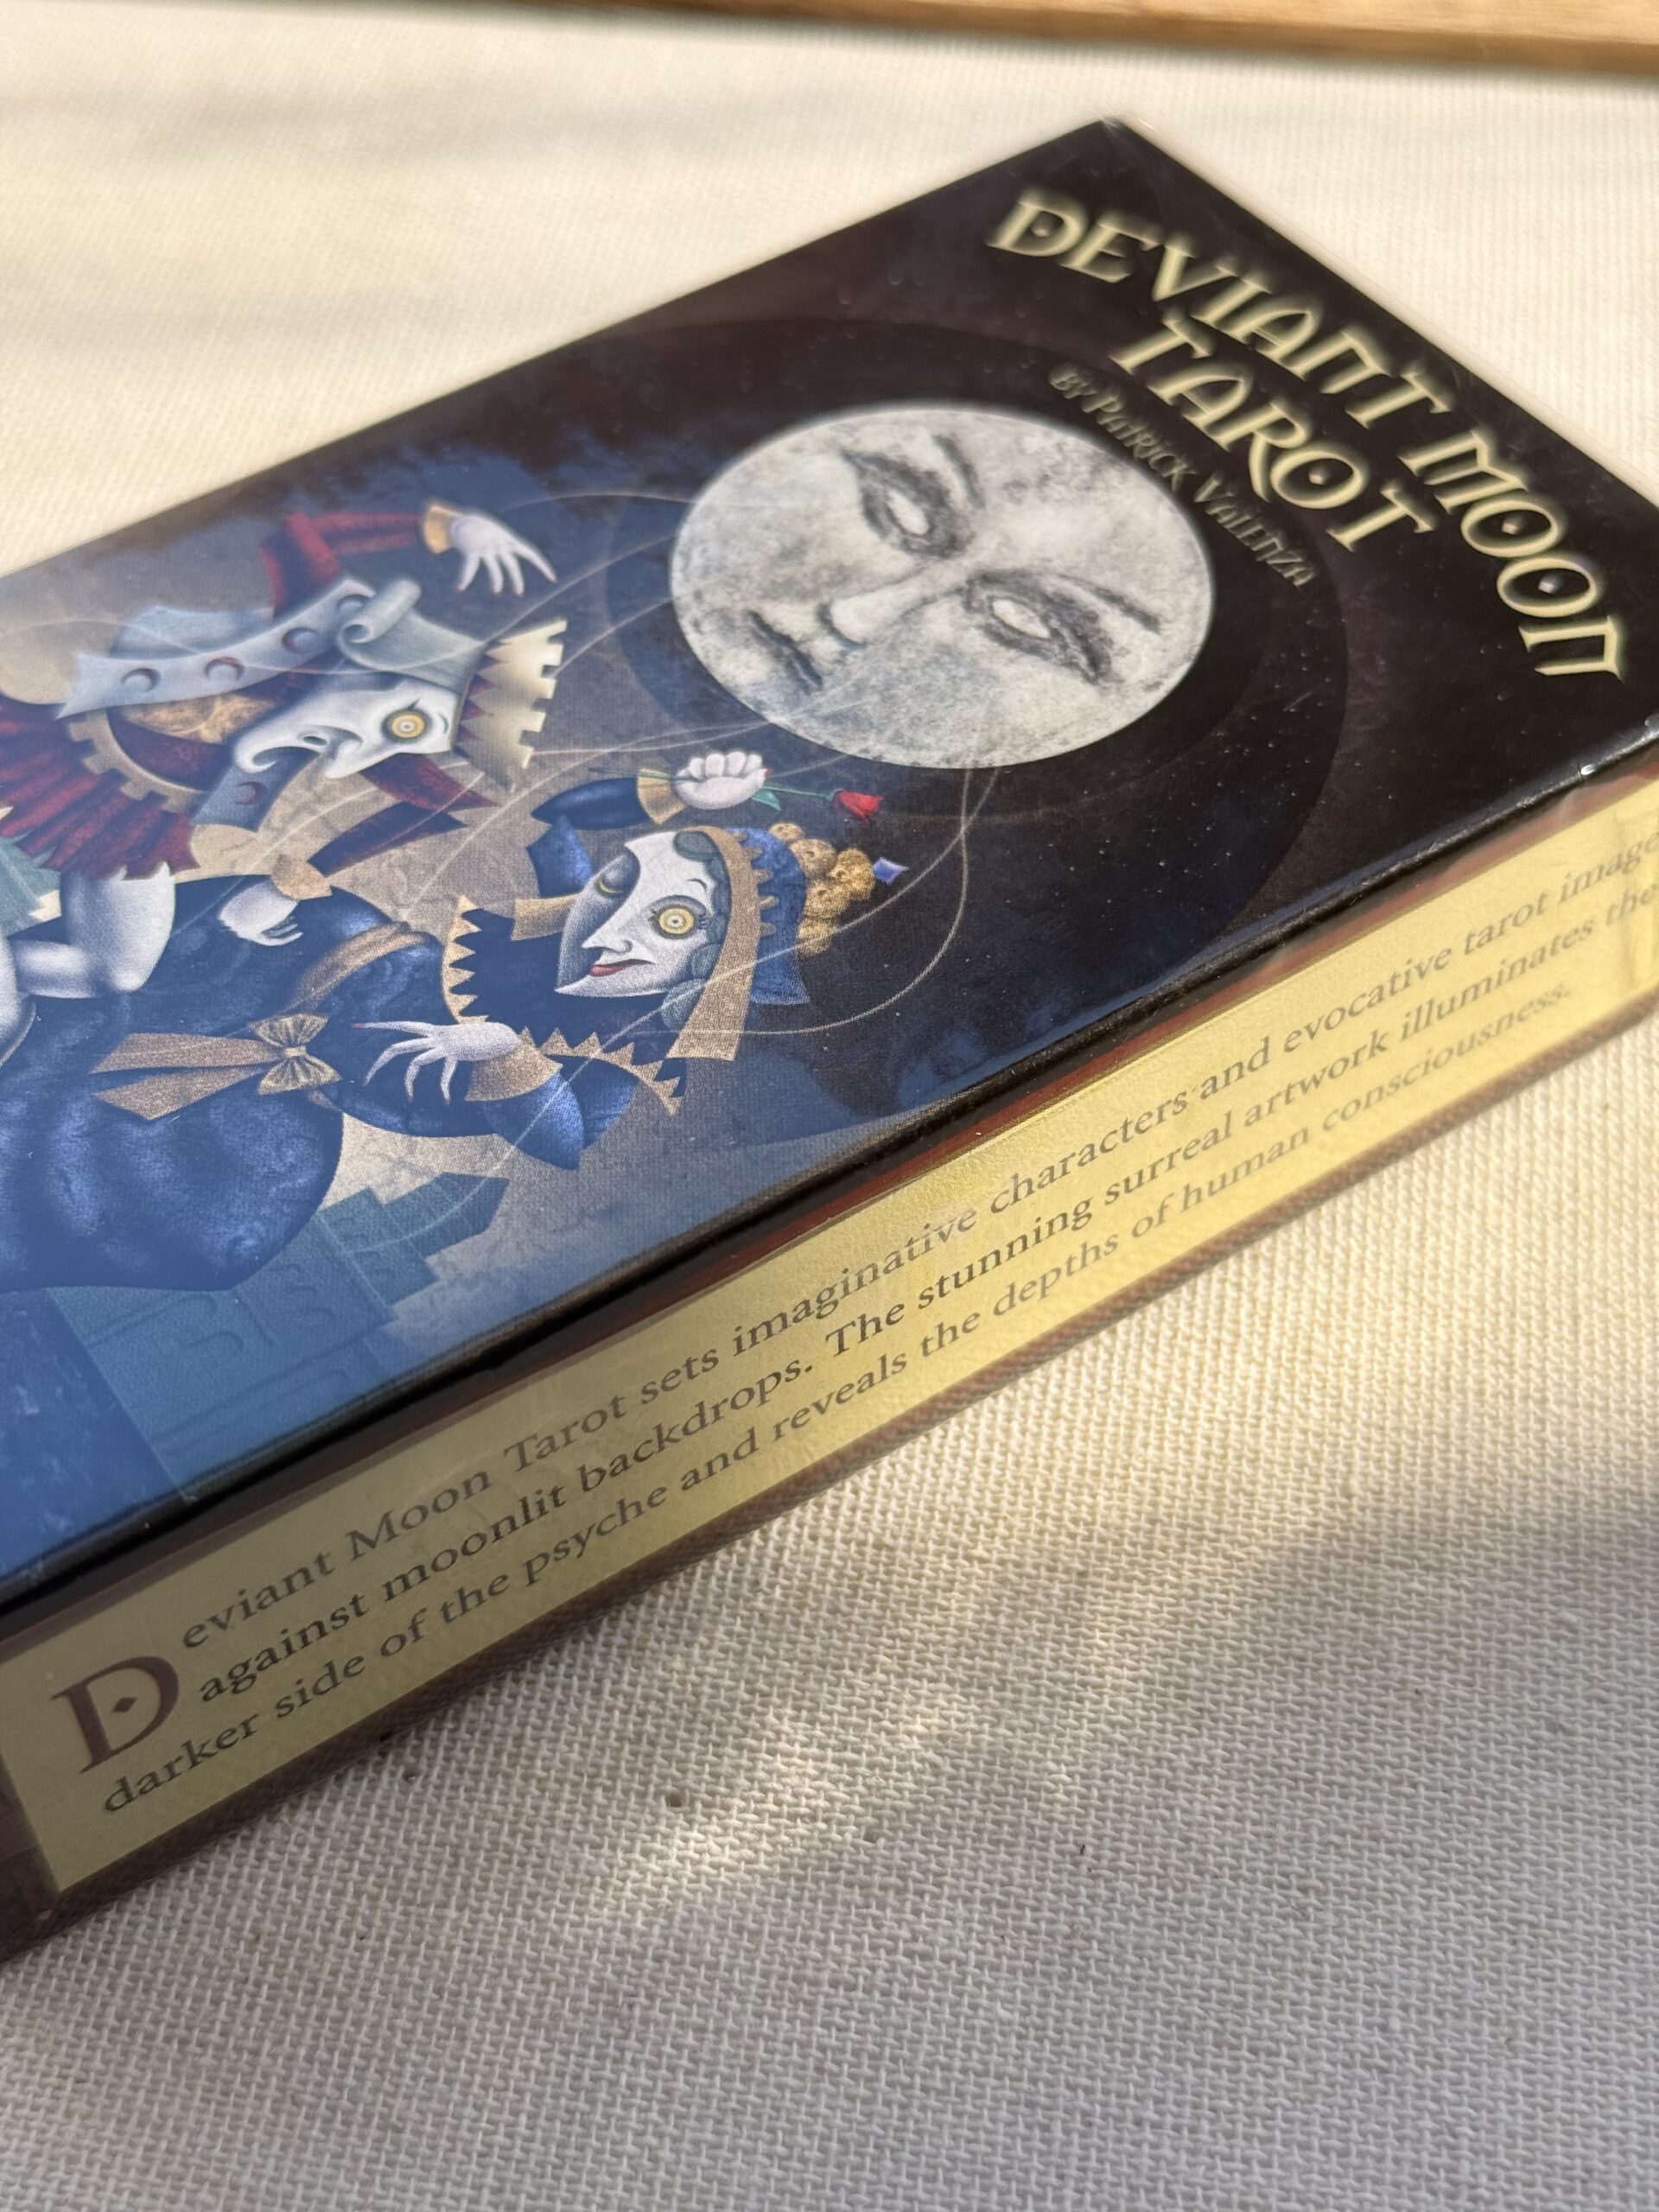 DEVIANT MOON
TAROT
BY PATRICK VALENZA
Deviant Moon Tarot sets imaginative characters and evocative tarot image
against moonlit backdrops. The stunning surreal artwork illuminates the
darker side of the psyche and reveals the depths of human consciousness.